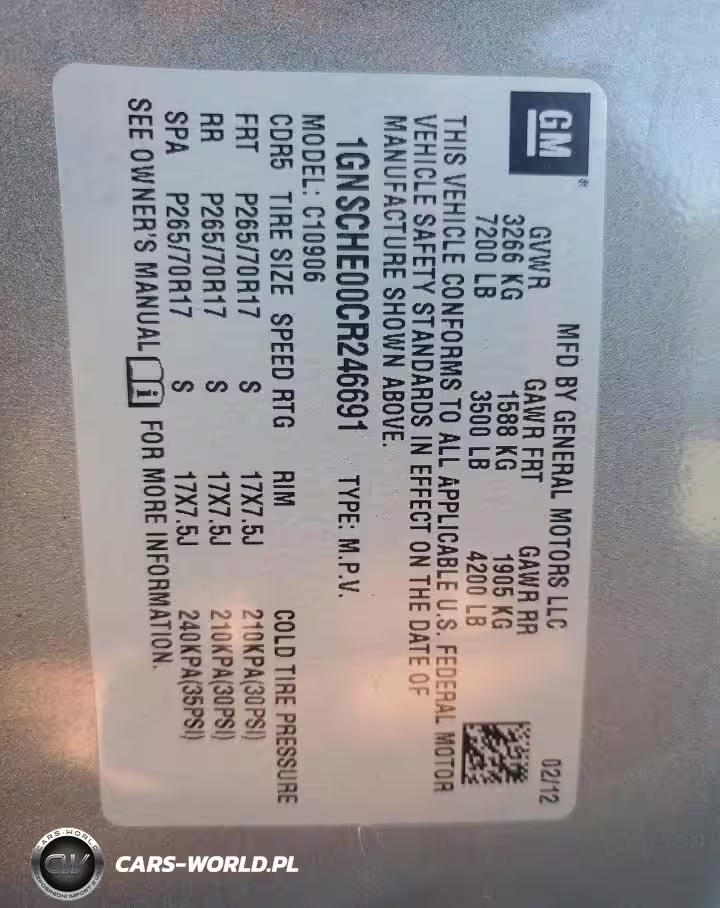 GM®
MFD BY GENERAL MOTORS LLC 02/12
GVWR GAWR FRT GAWR RR
3266 KG 1588 KG 1905 KG
7200 LB 3500 LB 4200 LB
THIS VEHICLE CONFORMS TO ALL APPLICABLE U.S. FEDERAL MOTOR
VEHICLE SAFETY STANDARDS IN EFFECT ON THE DATE OF
MANUFACTURE SHOWN ABOVE.
1GNSCHE00CR246691 TYPE: M.P.V.
MODEL: C10906
CDR5 TIRE SIZE SPEED RTG RIM COLD TIRE PRESSURE
FRT P265/70R17 S 17X7.5J 210KPA(30PSI)
RR P265/70R17 S 17X7.5J 210KPA(30PSI)
SPA P265/70R17 S 17X7.5J 240KPA(35PSI)
SEE OWNER'S MANUAL i FOR MORE INFORMATION.
CARS-WORLD
CW
CARS-WORLD.PL